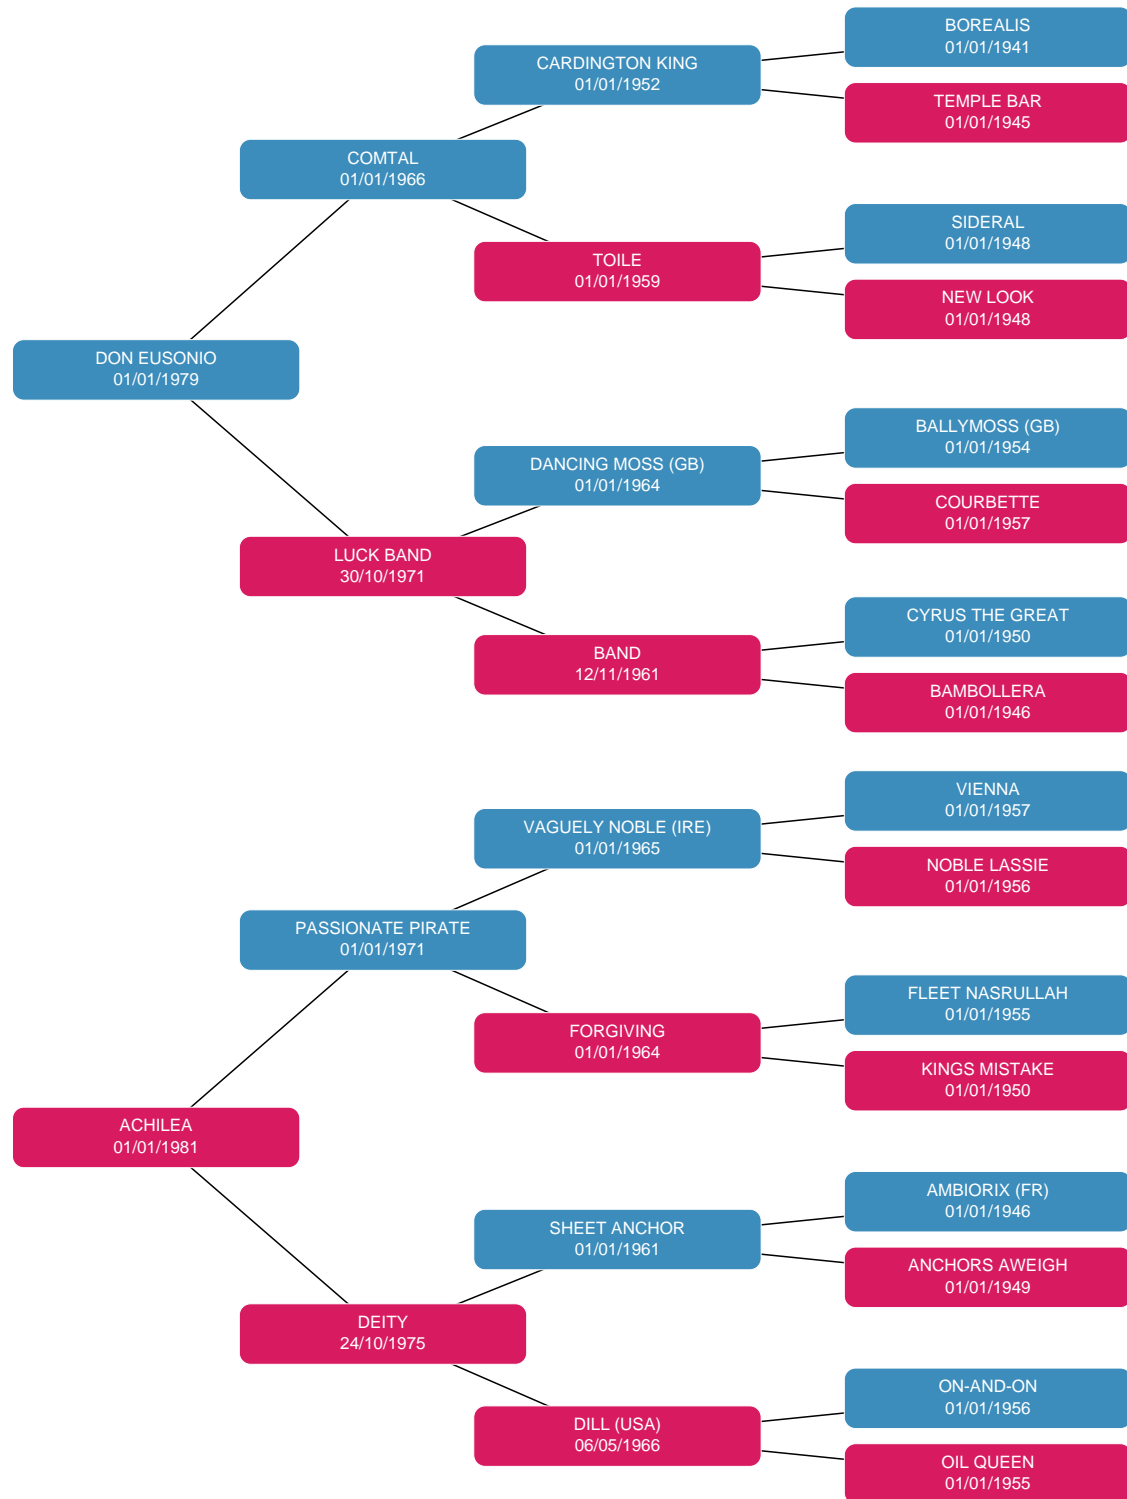 BOREALIS
01/01/1941
CARDINGTON KING
01/01/1952
TEMPLE BAR
01/01/1945
COMTAL
01/01/1966
SIDERAL
01/01/1948
TOILE
01/01/1959
NEW LOOK
01/01/1948
DON EUSONIO
01/01/1979
BALLYMOSS (GB)
01/01/1954
DANCING MOSS (GB)
01/01/1964
COURBETTE
01/01/1957
LUCK BAND
30/10/1971
CYRUS THE GREAT
01/01/1950
BAND
12/11/1961
BAMBOLLERA
01/01/1946
VIENNA
01/01/1957
VAGUELY NOBLE (IRE)
01/01/1965
NOBLE LASSIE
01/01/1956
PASSIONATE PIRATE
01/01/1971
FLEET NASRULLAH
01/01/1955
FORGIVING
01/01/1964
KINGS MISTAKE
01/01/1950
ACHILEA
01/01/1981
AMBIORIX (FR)
01/01/1946
SHEET ANCHOR
01/01/1961
ANCHORS AWEIGH
01/01/1949
DEITY
24/10/1975
ON-AND-ON
01/01/1956
DILL (USA)
06/05/1966
OIL QUEEN
01/01/1955